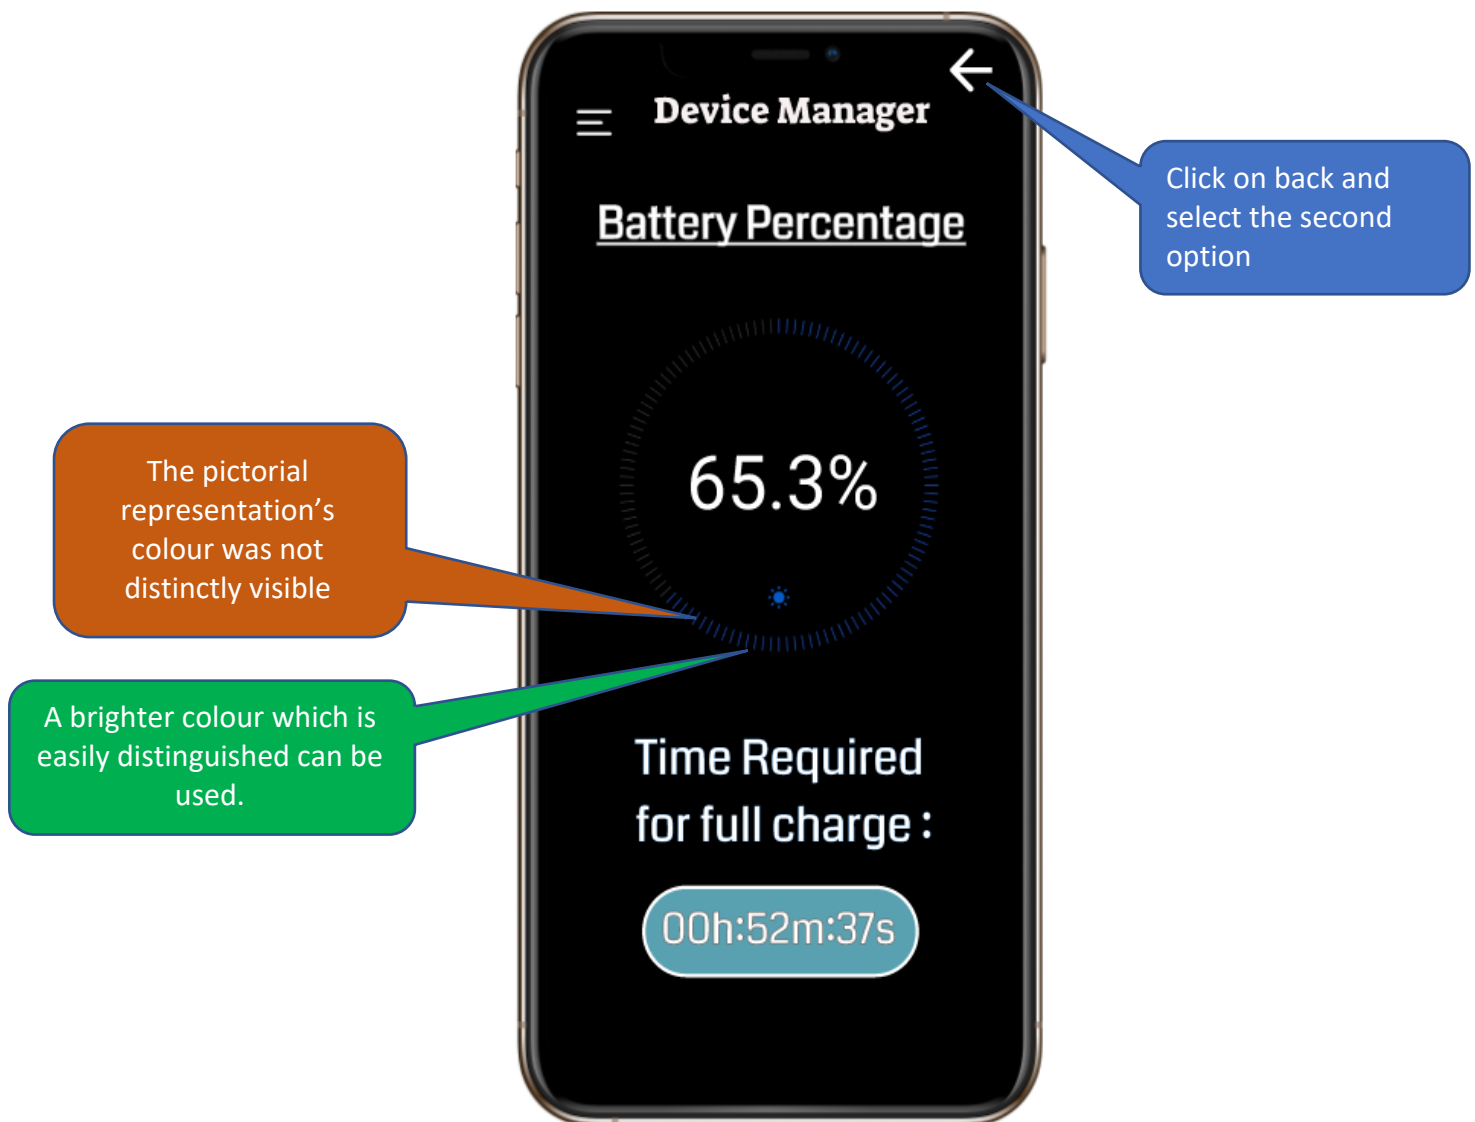 Device Manager
Battery Percentage
65.3%
Time Required
for full charge :
00h:52m:37s
Click on back and
select the second
option
The pictorial
representation’s
colour was not
distinctly visible
A brighter colour which is
easily distinguished can be
used.